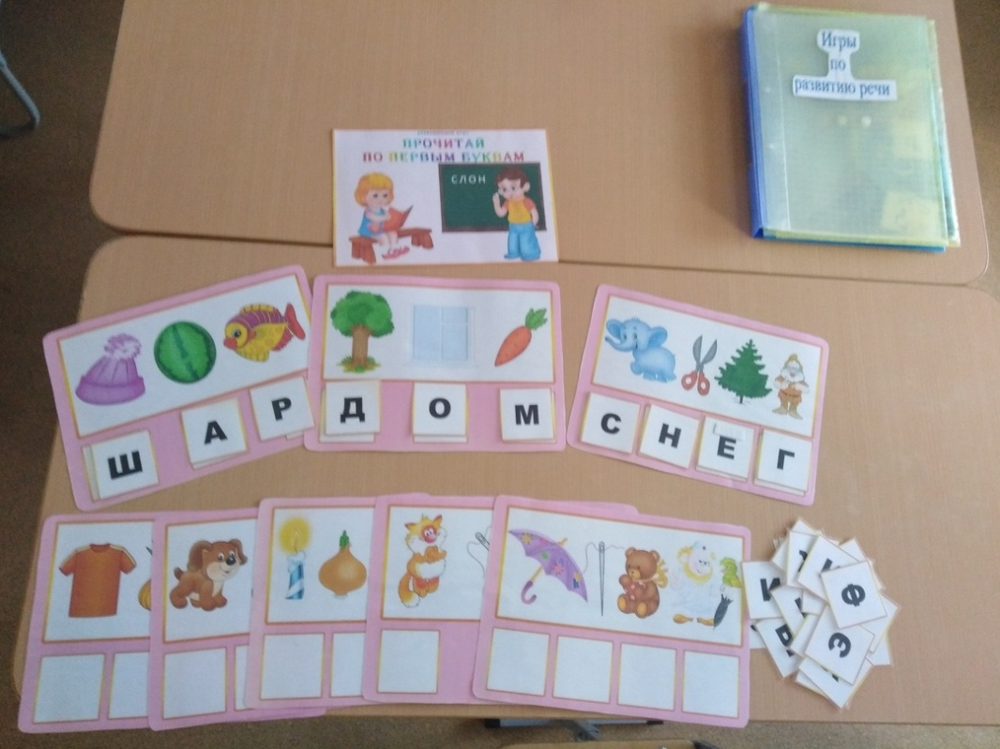 Игры
по
развитию речи
ПРОЧИТАЙ
ПО ПЕРВЫМ БУКВАМ
СЛОН
Ш А Р
Д О М
С Н Е Г
И
Ф
Э